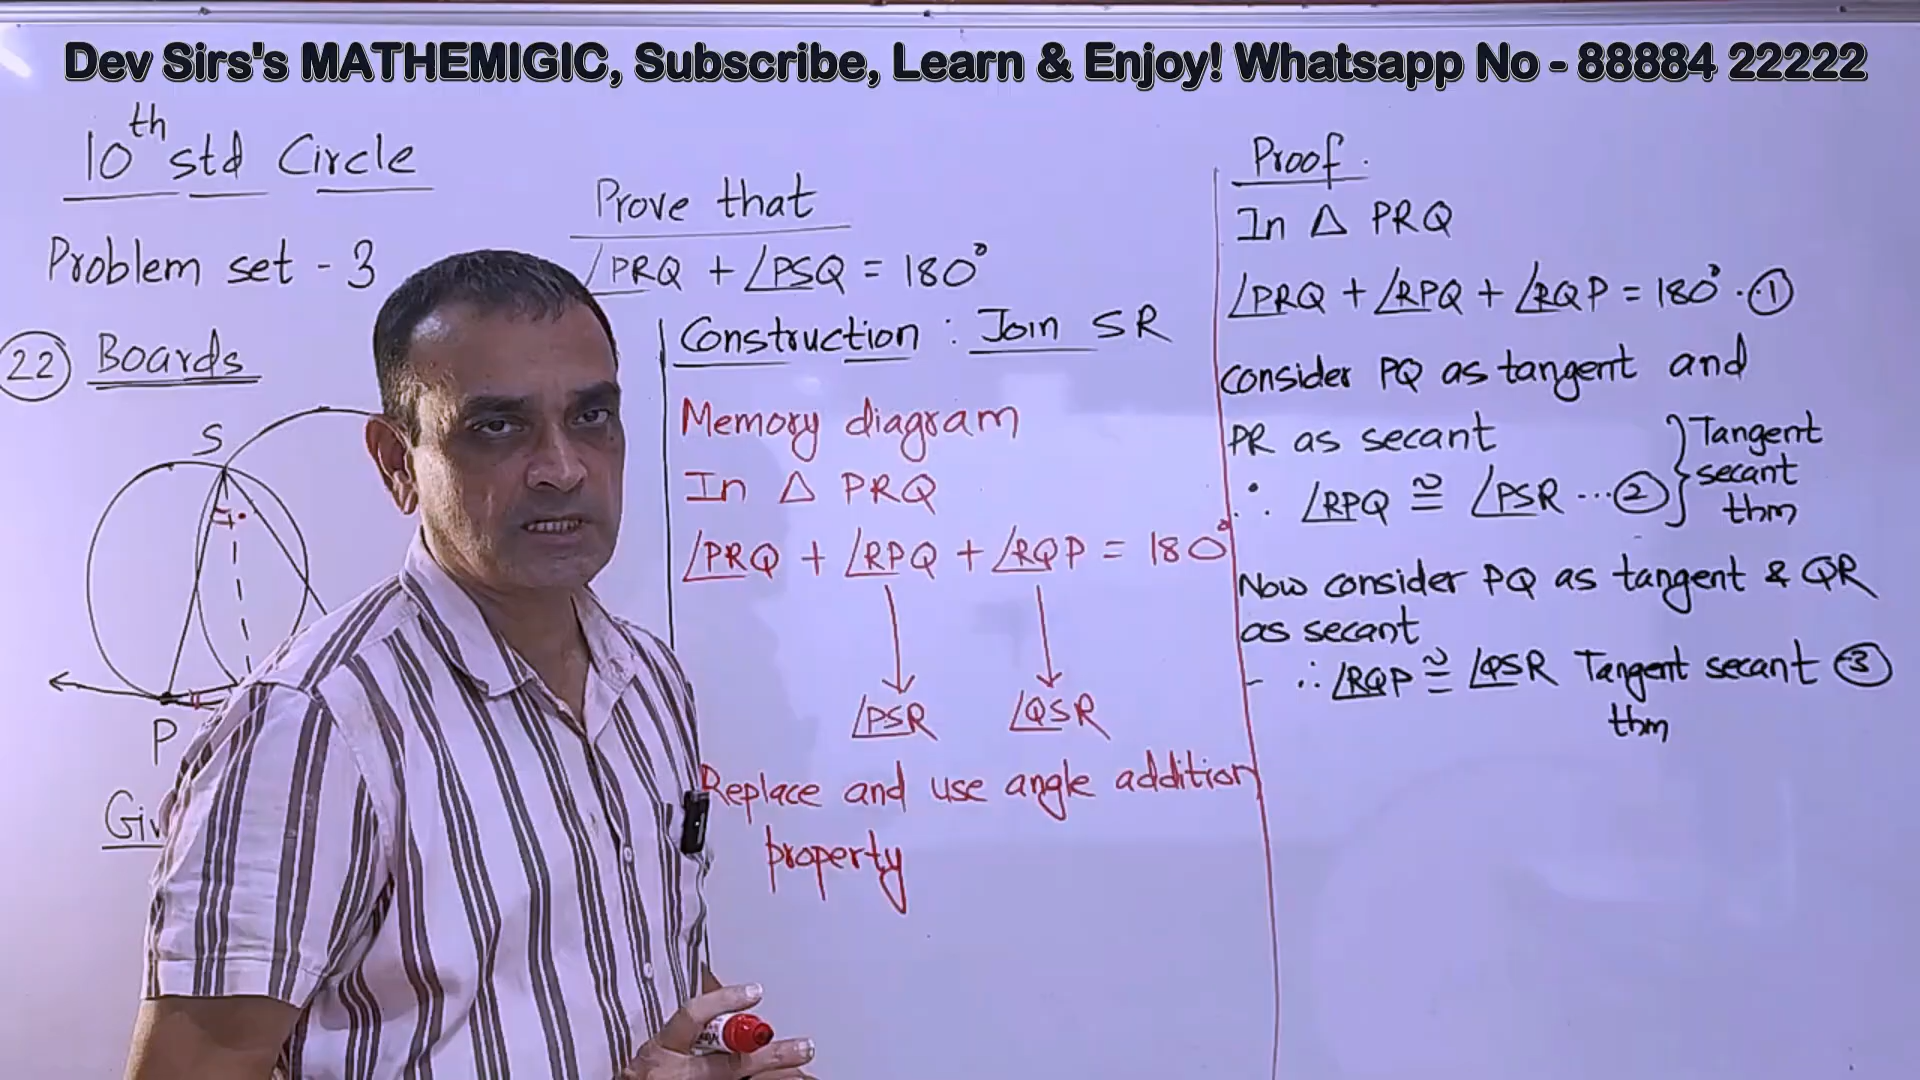 Dev Sirs's MATHEMIGIC, Subscribe, Learn & Enjoy! Whatsapp No - 88884 22222
10th std Circle
Problem set - 3
22 Boards
S
P
Prove that
∠PRQ + ∠PSQ = 180°
Construction : Join SR
Memory diagram
In △ PRQ
∠PRQ + ∠RPQ + ∠RQP = 180°
∠PSR ∠QSR
Replace and use angle addition
property
Proof.
In △ PRQ
∠PRQ + ∠RPQ + ∠RQP = 180° · ①
consider PQ as tangent and
PR as secant
∴ ∠RPQ ≅ ∠PSR ... ②
Tangent
secant
thm
Now consider PQ as tangent & QR
as secant
- ∴ ∠RQP ≅ ∠QSR Tangent secant ③
thm